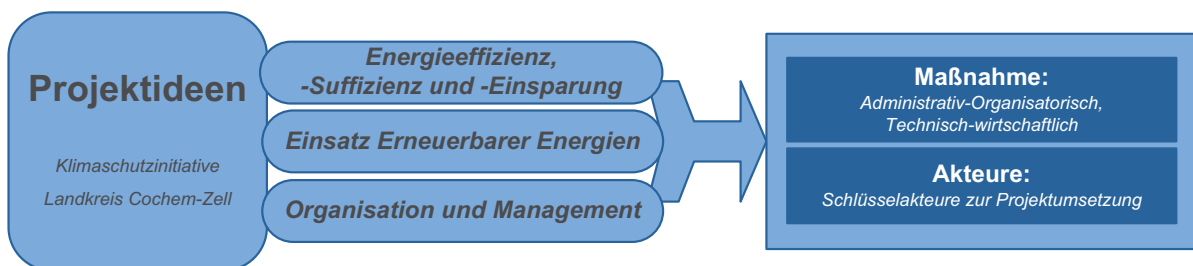 Projektideen
Klimaschutzinitiative
Landkreis Cochem-Zell
Energieeffizienz,
-Suffizienz und -Einsparung
Einsatz Erneuerbarer Energien
Organisation und Management
Maßnahme:
Administrativ-Organisatorisch,
Technisch-wirtschaftlich
Akteure:
Schlüsselakteure zur Projektumsetzung